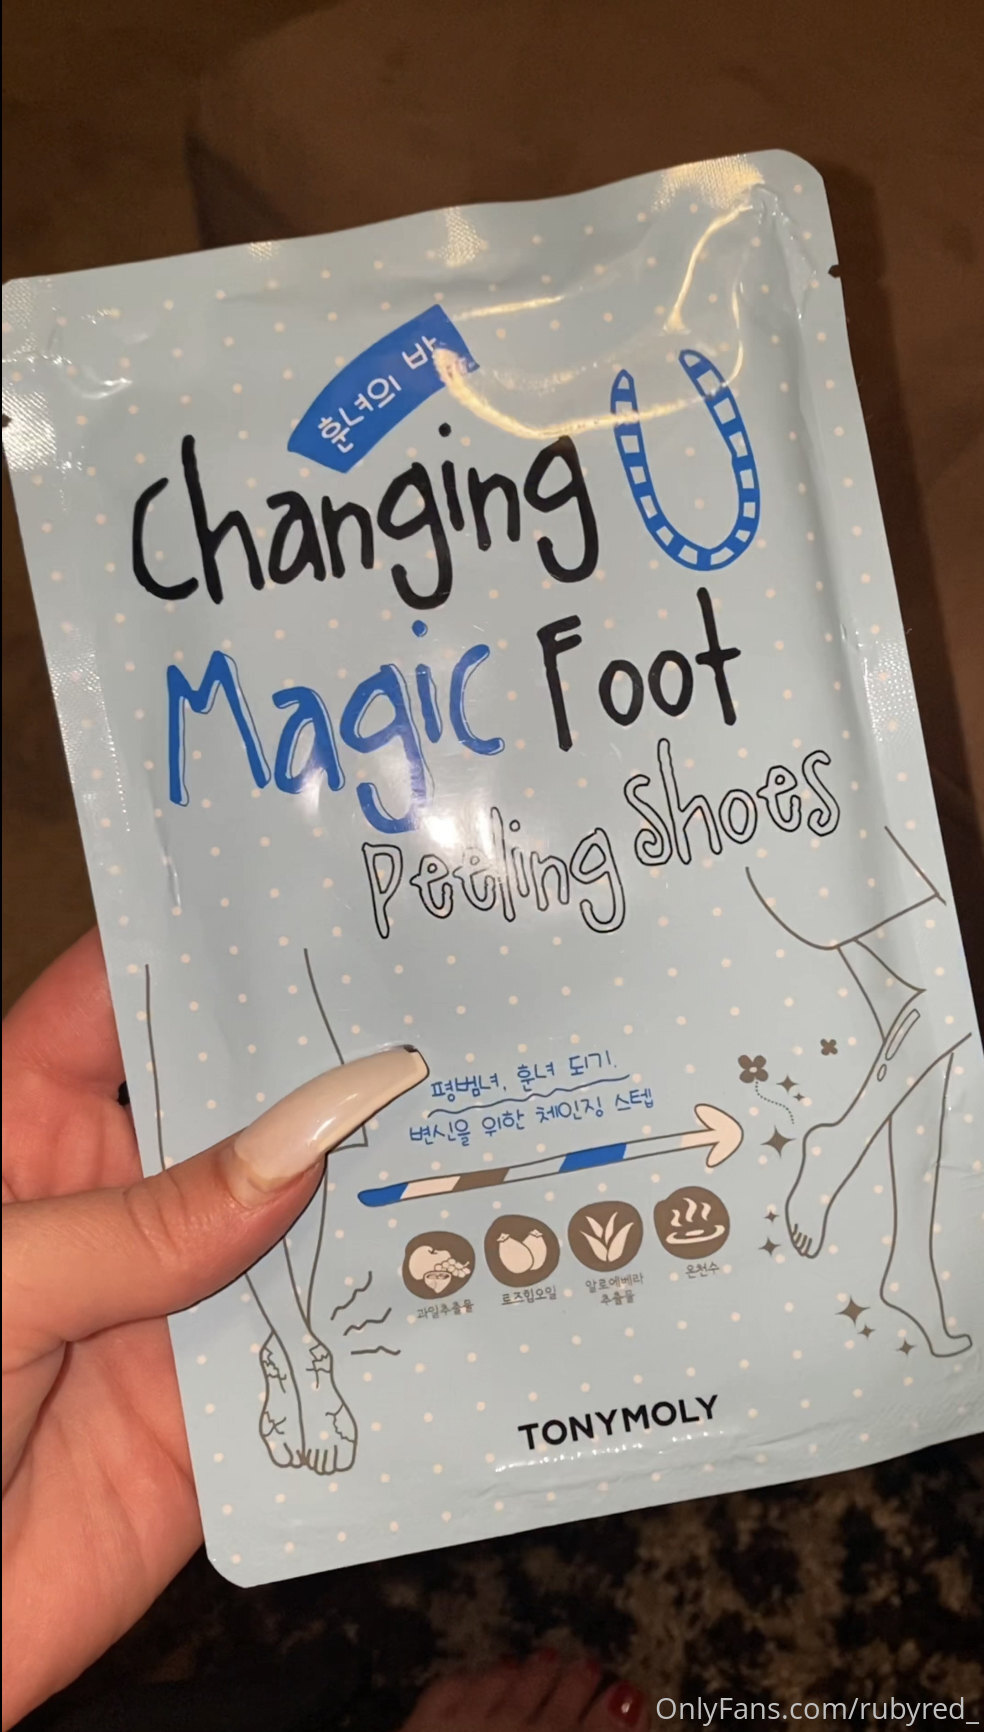 훈녀의 발
Changing U
Magic Foot
Peeling Shoes
평범녀, 훈녀 되기.
변신을 위한 체인징 스텝
과일추출물
로즈힙오일
알로에베라
추출물
온천수
TONYMOLY
OnlyFans.com/rubyred_